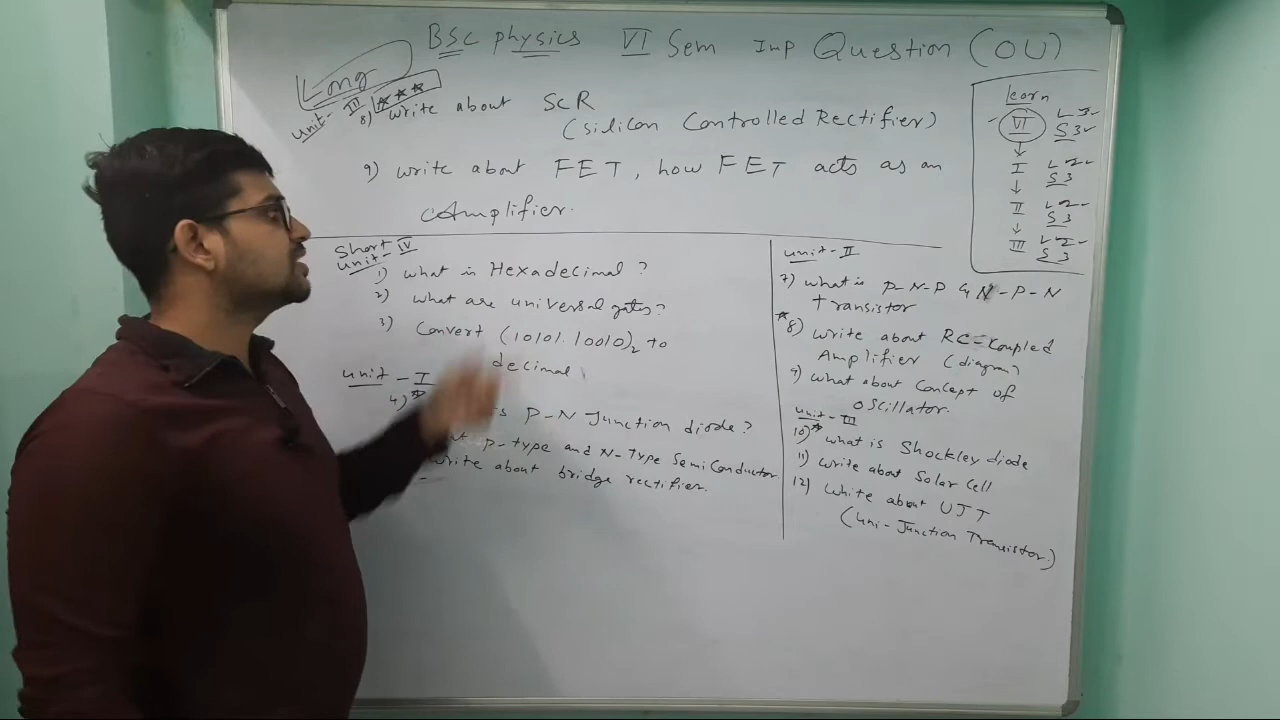 BSC physics VI Sem Imp Question (OU)
Long
unit-III
8) *** write about SCR
(Silicon Controlled Rectifier)
9) write about FET, how FET acts as an
Amplifier.
learn
VI L-3-
S 3-
↓
I L-2-
S 3
↓
II L-2-
S 3
↓
III L-2-
S 3
Short
unit-IV
1) what is Hexadecimal ?
2) what are universal gates?
3) Convert (10101.10010)2 to
decimal
unit - I
4) *
is P-N Junction diode?
P-type and N-Type SemiConductor
write about bridge rectifier.
unit-II
7) what is P-N-P & N-P-N
Transistor
*8) write about RC-Coupled
Amplifier (diagram)
9) what about Concept of
oscillator.
unit-III
10)* what is Shockley diode
11) write about Solar Cell
12) write about UJT
(Uni-Junction Transistor)